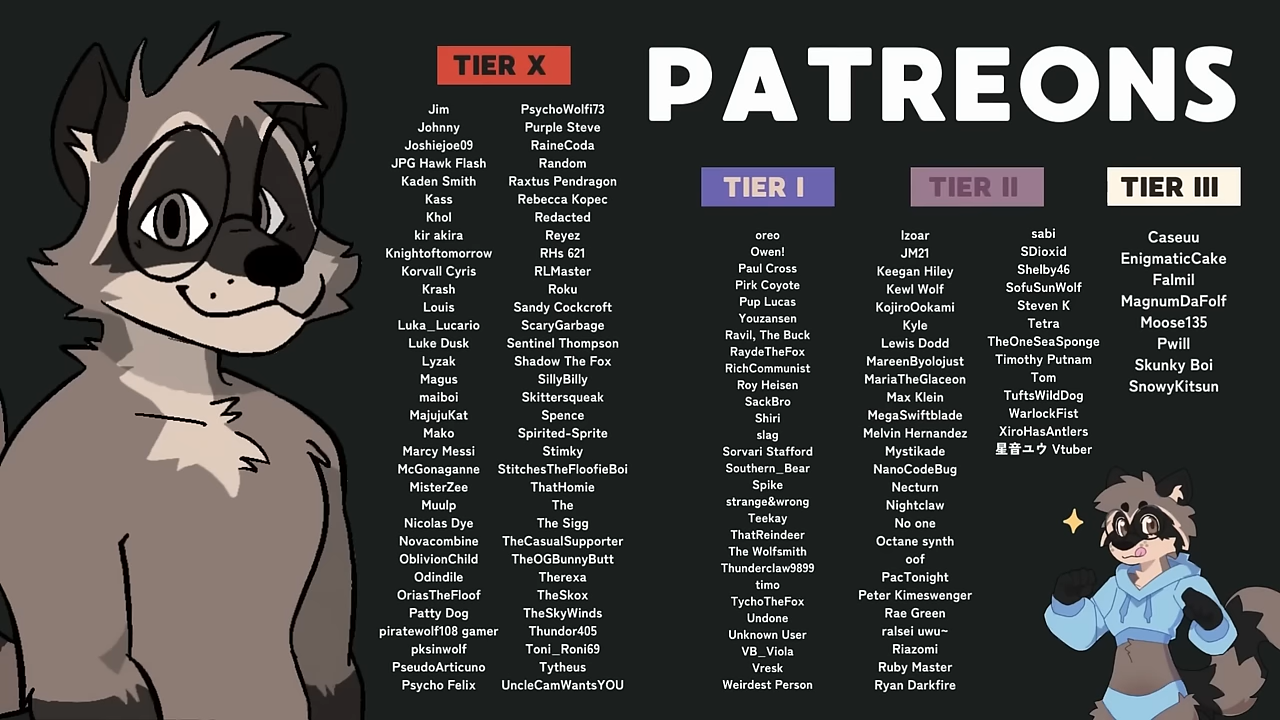 PATREONS
TIER X
Jim
Johnny
Joshiejoe09
JPG Hawk Flash
Kaden Smith
Kass
Khol
kir akira
Knightoftomorrow
Korvall Cyris
Krash
Louis
Luka_Lucario
Luke Dusk
Lyzak
Magus
maiboi
MajujuKat
Mako
Marcy Messi
McGonaganne
MisterZee
Muulp
Nicolas Dye
Novacombine
OblivionChild
Odindile
OriasTheFloof
Patty Dog
piratewolf108 gamer
pksinwolf
PseudoArticuno
Psycho Felix
PsychoWolfi73
Purple Steve
RaineCoda
Random
Raxtus Pendragon
Rebecca Kopec
Redacted
Reyez
RHs 621
RLMaster
Roku
Sandy Cockcroft
ScaryGarbage
Sentinel Thompson
Shadow The Fox
SillyBilly
Skittersqueak
Spence
Spirited-Sprite
Stimky
StitchesTheFloofieBoi
ThatHomie
The
The Sigg
TheCasualSupporter
TheOGBunnyButt
Therexa
TheSkox
TheSkyWinds
Thundor405
Toni_Roni69
Tytheus
UncleCamWantsYOU
TIER I
oreo
Owen!
Paul Cross
Pirk Coyote
Pup Lucas
Youzansen
Ravil, The Buck
RaydeTheFox
RichCommunist
Roy Heisen
SackBro
Shiri
slag
Sorvari Stafford
Southern_Bear
Spike
strange&wrong
Teekay
ThatReindeer
The Wolfsmith
Thunderclaw9899
timo
TychoTheFox
Undone
Unknown User
VB_Viola
Vresk
Weirdest Person
TIER II
Izoar
JM21
Keegan Hiley
Kewl Wolf
KojiroOokami
Kyle
Lewis Dodd
MareenByolojust
MariaTheGlaceon
Max Klein
MegaSwiftblade
Melvin Hernandez
Mystikade
NanoCodeBug
Necturn
Nightclaw
No one
Octane synth
oof
PacTonight
Peter Kimeswenger
Rae Green
ralsei uwu~
Riazomi
Ruby Master
Ryan Darkfire
sabi
SDioxid
Shelby46
SofuSunWolf
Steven K
Tetra
TheOneSeaSponge
Timothy Putnam
Tom
TuftsWildDog
WarlockFist
XiroHasAntlers
星音ユウ Vtuber
TIER III
Caseuu
EnigmaticCake
Falmil
MagnumDaFolf
Moose135
Pwill
Skunky Boi
SnowyKitsun